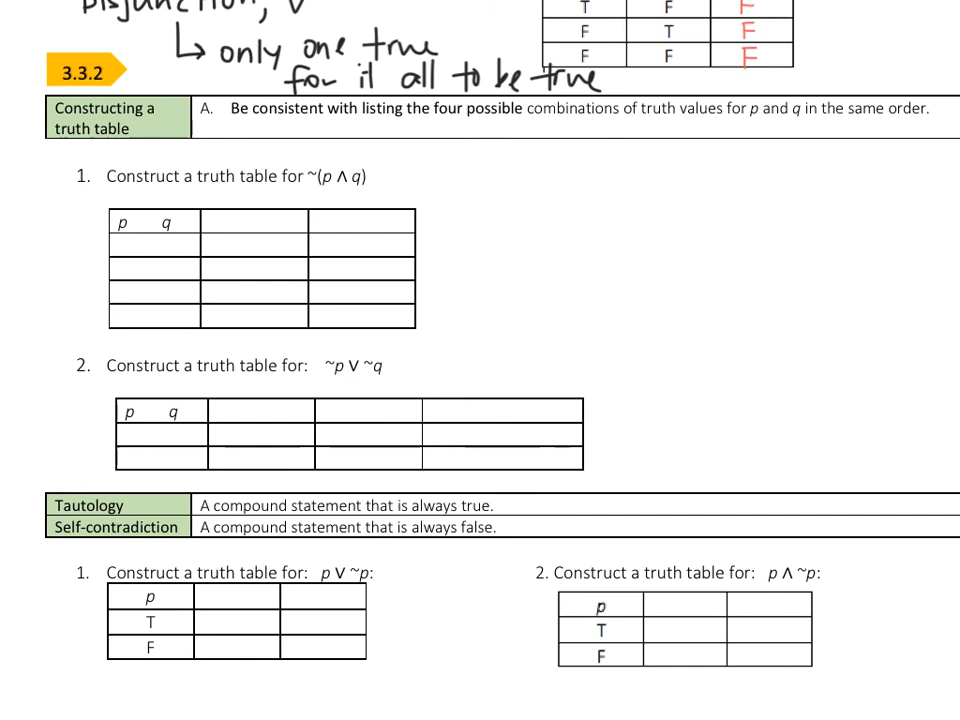 Disjunction, V
↳ only one true
for it all to be true
T F F
F T F
F F F
3.3.2
Constructing a truth table
A. Be consistent with listing the four possible combinations of truth values for p and q in the same order.
1. Construct a truth table for ~(p ∧ q)
p q
2. Construct a truth table for: ~p V ~q
p q
Tautology A compound statement that is always true.
Self-contradiction A compound statement that is always false.
1. Construct a truth table for: p V ~p:
p
T
F
2. Construct a truth table for: p ∧ ~p:
p
T
F